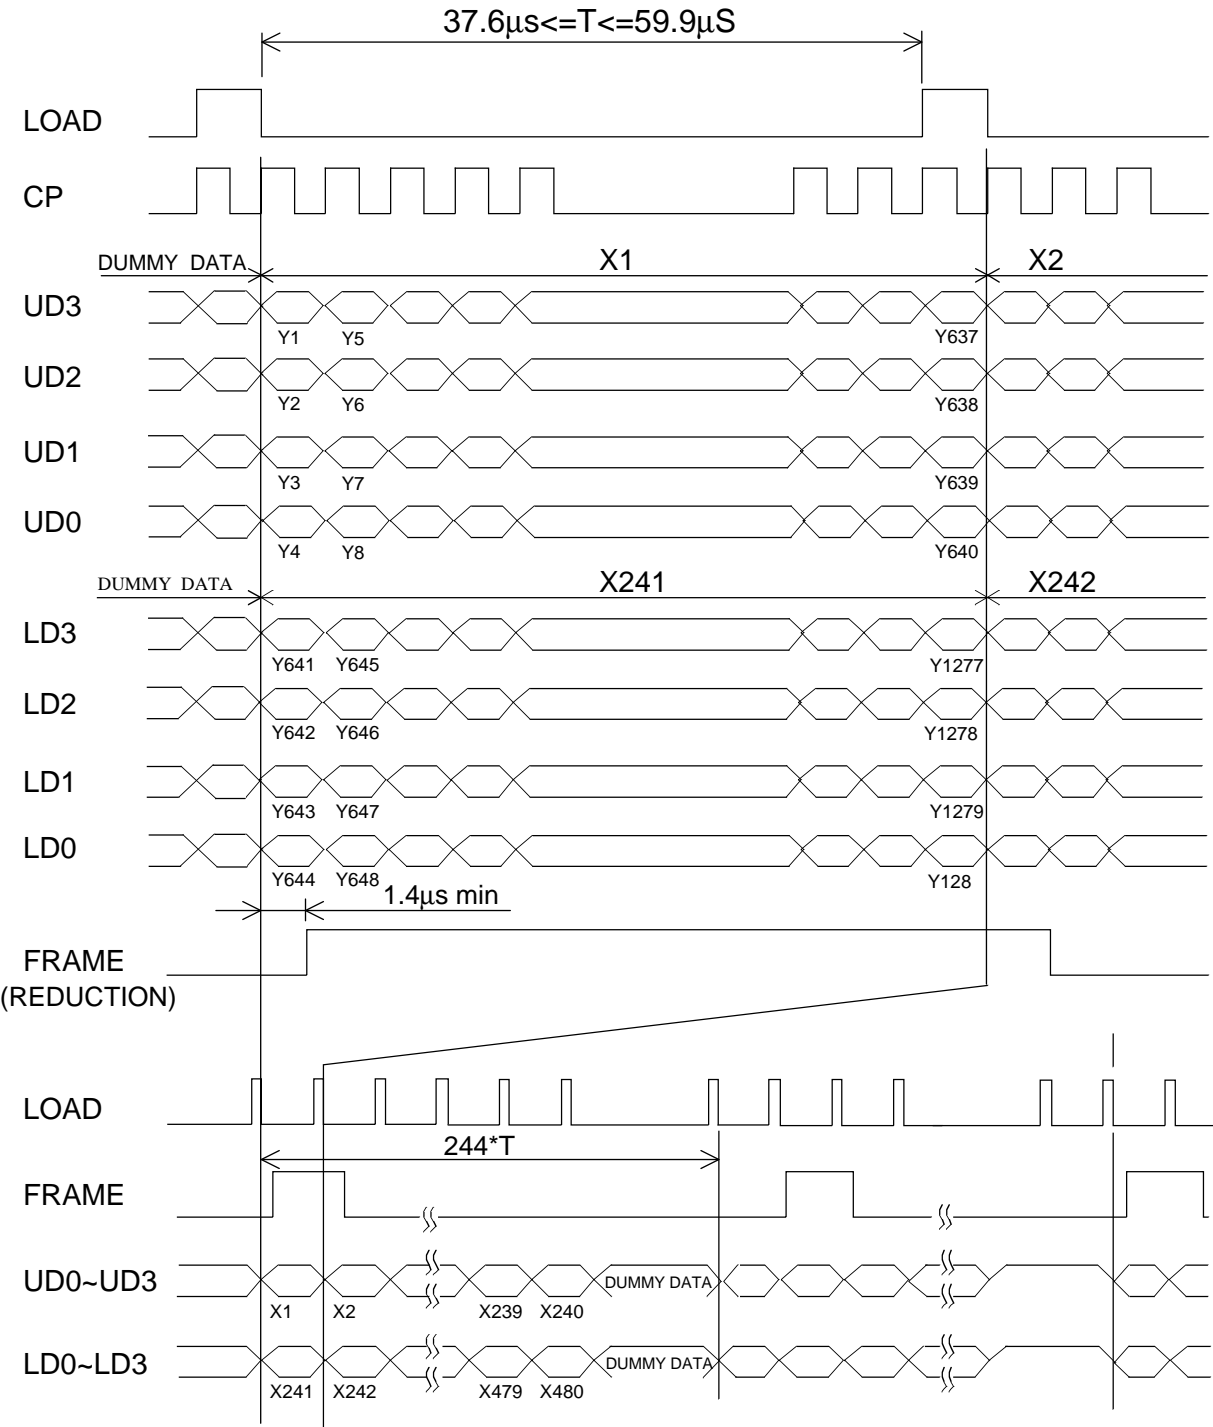 37.6μs<=T<=59.9μS
LOAD
CP
DUMMY DATA X1 X2
UD3
Y1 Y5 Y637
UD2
Y2 Y6 Y638
UD1
Y3 Y7 Y639
UD0
Y4 Y8 Y640
DUMMY DATA X241 X242
LD3
Y641 Y645 Y1277
LD2
Y642 Y646 Y1278
LD1
Y643 Y647 Y1279
LD0
Y644 Y648 Y128
1.4μs min
FRAME
(REDUCTION)
LOAD
244*T
FRAME
UD0~UD3 DUMMY DATA
X1 X2 X239 X240
LD0~LD3 DUMMY DATA
X241 X242 X479 X480